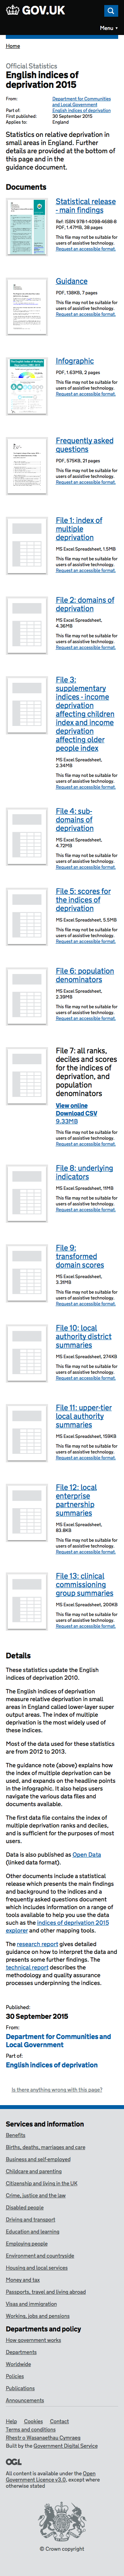 GOV.UK
Menu ▼
Home
Official Statistics
English indices of
deprivation 2015
From:
Department for Communities
and Local Government
Part of:
English indices of deprivation
First published:
30 September 2015
Applies to:
England
Statistics on relative deprivation in
small areas in England. Further
details are provided at the bottom of
this page and in the guidance
document.
Documents
Statistical release
- main findings
Ref: ISBN 978-1-4098-4698-8
PDF, 1.47MB, 38 pages
This file may not be suitable for
users of assistive technology.
Request an accessible format.
Guidance
PDF, 138KB, 7 pages
This file may not be suitable for
users of assistive technology.
Request an accessible format.
Infographic
PDF, 1.63MB, 2 pages
This file may not be suitable for
users of assistive technology.
Request an accessible format.
Frequently asked
questions
PDF, 575KB, 21 pages
This file may not be suitable for
users of assistive technology.
Request an accessible format.
File 1: index of
multiple
deprivation
MS Excel Spreadsheet, 1.5MB
This file may not be suitable for
users of assistive technology.
Request an accessible format.
File 2: domains of
deprivation
MS Excel Spreadsheet,
4.36MB
This file may not be suitable for
users of assistive technology.
Request an accessible format.
File 3:
supplementary
indices - income
deprivation
affecting children
index and income
deprivation
affecting older
people index
MS Excel Spreadsheet,
2.34MB
This file may not be suitable for
users of assistive technology.
Request an accessible format.
File 4: sub-
domains of
deprivation
MS Excel Spreadsheet,
4.72MB
This file may not be suitable for
users of assistive technology.
Request an accessible format.
File 5: scores for
the indices of
deprivation
MS Excel Spreadsheet, 5.51MB
This file may not be suitable for
users of assistive technology.
Request an accessible format.
File 6: population
denominators
MS Excel Spreadsheet,
2.39MB
This file may not be suitable for
users of assistive technology.
Request an accessible format.
File 7: all ranks,
deciles and scores
for the indices of
deprivation, and
population
denominators
View online
Download CSV
9.33MB
This file may not be suitable for
users of assistive technology.
Request an accessible format.
File 8: underlying
indicators
MS Excel Spreadsheet, 11MB
This file may not be suitable for
users of assistive technology.
Request an accessible format.
File 9:
transformed
domain scores
MS Excel Spreadsheet,
3.31MB
This file may not be suitable for
users of assistive technology.
Request an accessible format.
File 10: local
authority district
summaries
MS Excel Spreadsheet, 274KB
This file may not be suitable for
users of assistive technology.
Request an accessible format.
File 11: upper-tier
local authority
summaries
MS Excel Spreadsheet, 159KB
This file may not be suitable for
users of assistive technology.
Request an accessible format.
File 12: local
enterprise
partnership
summaries
MS Excel Spreadsheet,
83.8KB
This file may not be suitable for
users of assistive technology.
Request an accessible format.
File 13: clinical
commissioning
group summaries
MS Excel Spreadsheet, 200KB
This file may not be suitable for
users of assistive technology.
Request an accessible format.
Details
These statistics update the English
indices of deprivation 2010.
The English indices of deprivation
measure relative deprivation in small
areas in England called lower-layer super
output areas. The index of multiple
deprivation is the most widely used of
these indices.
Most of the data used for these statistics
are from 2012 to 2013.
The guidance note (above) explains how
the index of multiple deprivation can be
used, and expands on the headline points
in the infographic. Both documents also
help users navigate the various data files
and guidance documents available.
The first data file contains the index of
multiple deprivation ranks and deciles,
and is sufficient for the purposes of most
users.
Data is also published as Open Data
(linked data format).
Other documents include a statistical
release which presents the main findings
and a document addressing the
frequently asked questions. Users can
view and explore small areas on a map by
making use of the indices of deprivation 2015
explorer and other mapping tools.
The research report gives detailed
guidance on how to interpret the data and
presents some further findings. The
technical report describes the
methodology and quality assurance
processes underpinning the indices.
Published:
30 September 2015
From:
Department for Communities and
Local Government
Part of:
English indices of deprivation
Is there anything wrong with this page?
Services and information
Benefits
Births, deaths, marriages and care
Business and self-employed
Childcare and parenting
Citizenship and living in the UK
Crime, justice and the law
Disabled people
Driving and transport
Education and learning
Employing people
Environment and countryside
Housing and local services
Money and tax
Passports, travel and living abroad
Visas and immigration
Working, jobs and pensions
Departments and policy
How government works
Departments
Worldwide
Policies
Publications
Announcements
Help
Cookies
Contact
Terms and conditions
Rhestr o Wasanaethau Cymraeg
Built by the Government Digital Service
OGL
All content is available under the Open
Government Licence v3.0, except where
otherwise stated
© Crown copyright